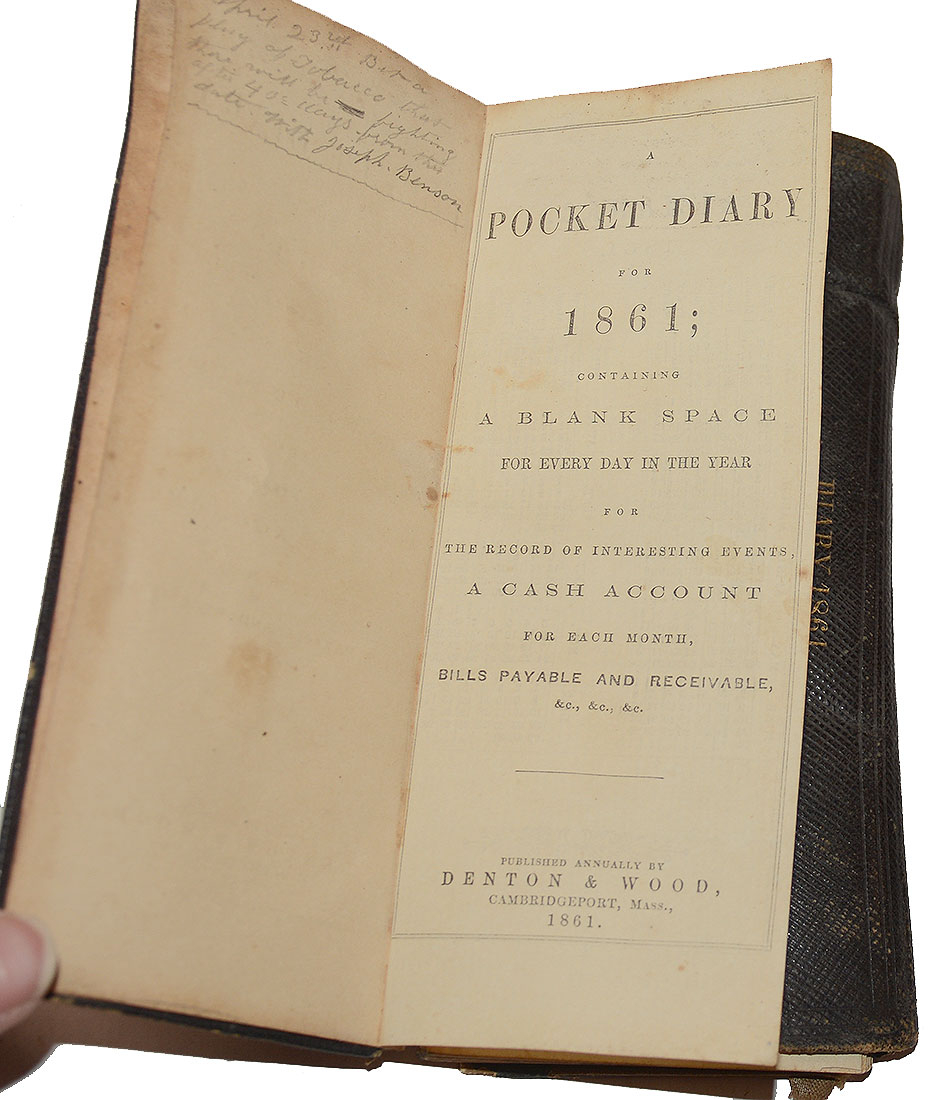 April 23rd Bet a
plug of Tobacco that
there will be fighting
days from this
date With Joseph. Benson
A
POCKET DIARY
FOR
1861;
CONTAINING
A BLANK SPACE
FOR EVERY DAY IN THE YEAR
FOR
THE RECORD OF INTERESTING EVENTS,
A CASH ACCOUNT
FOR EACH MONTH,
BILLS PAYABLE AND RECEIVABLE,
&c., &c., &c.
PUBLISHED ANNUALLY BY
DENTON & WOOD,
CAMBRIDGEPORT, MASS.,
1861.
DIARY 1861